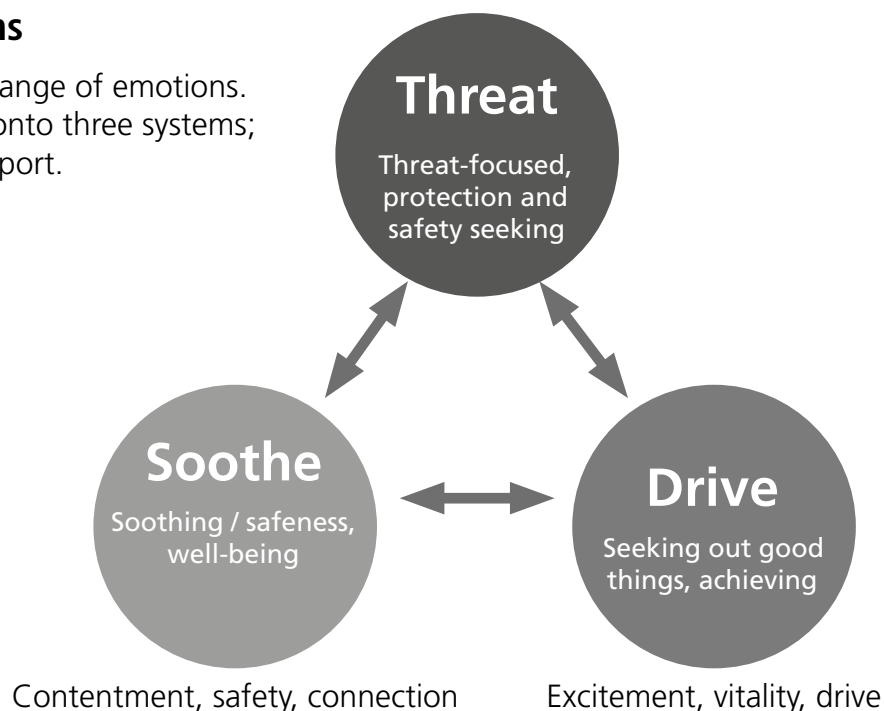 ns
ange of emotions.
onto three systems;
port.
Threat
Threat-focused,
protection and
safety seeking
Soothe
Soothing / safeness,
well-being
Drive
Seeking out good
things, achieving
Contentment, safety, connection
Excitement, vitality, drive